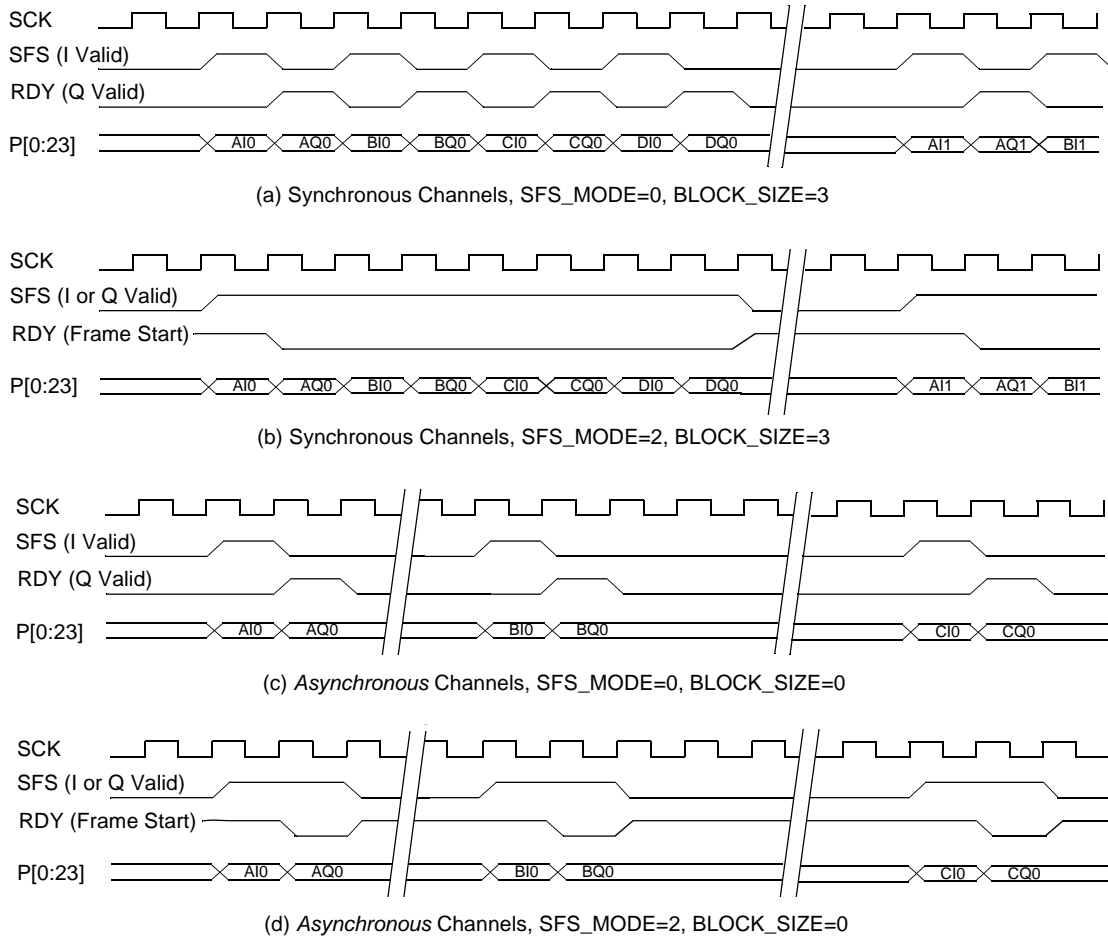 SCK
SFS (I Valid)
RDY (Q Valid)
P[0:23] AI0 AQ0 BI0 BQ0 CI0 CQ0 DI0 DQ0 AI1 AQ1 BI1
(a) Synchronous Channels, SFS_MODE=0, BLOCK_SIZE=3
SCK
SFS (I or Q Valid)
RDY (Frame Start)
P[0:23] AI0 AQ0 BI0 BQ0 CI0 CQ0 DI0 DQ0 AI1 AQ1 BI1
(b) Synchronous Channels, SFS_MODE=2, BLOCK_SIZE=3
SCK
SFS (I Valid)
RDY (Q Valid)
P[0:23] AI0 AQ0 BI0 BQ0 CI0 CQ0
(c) Asynchronous Channels, SFS_MODE=0, BLOCK_SIZE=0
SCK
SFS (I or Q Valid)
RDY (Frame Start)
P[0:23] AI0 AQ0 BI0 BQ0 CI0 CQ0
(d) Asynchronous Channels, SFS_MODE=2, BLOCK_SIZE=0